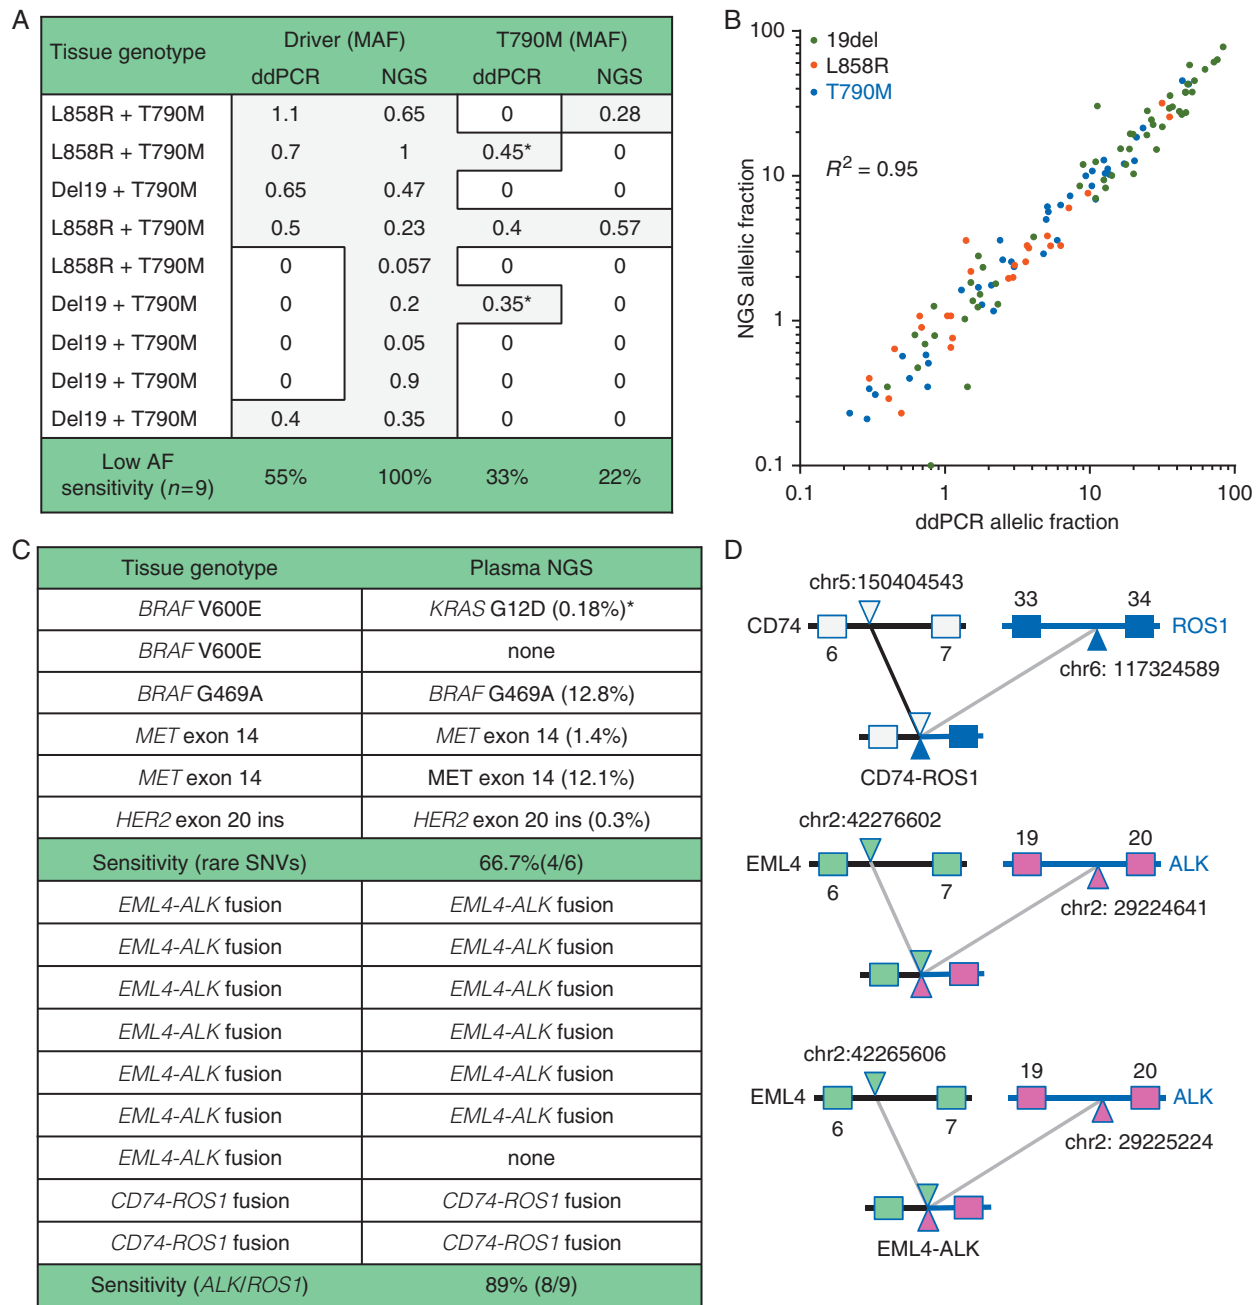 A
Tissue genotype Driver (MAF) T790M (MAF)
ddPCR NGS ddPCR NGS
L858R + T790M 1.1 0.65 0 0.28
L858R + T790M 0.7 1 0.45* 0
Del19 + T790M 0.65 0.47 0 0
L858R + T790M 0.5 0.23 0.4 0.57
L858R + T790M 0 0.057 0 0
Del19 + T790M 0 0.2 0.35* 0
Del19 + T790M 0 0.05 0 0
Del19 + T790M 0 0.9 0 0
Del19 + T790M 0.4 0.35 0 0
Low AF sensitivity (n=9) 55% 100% 33% 22%
B
19del
L858R
T790M
R² = 0.95
NGS allelic fraction
100
10
1
0.1
0.1 1 10 100
ddPCR allelic fraction
C
Tissue genotype Plasma NGS
BRAF V600E KRAS G12D (0.18%)*
BRAF V600E none
BRAF G469A BRAF G469A (12.8%)
MET exon 14 MET exon 14 (1.4%)
MET exon 14 MET exon 14 (12.1%)
HER2 exon 20 ins HER2 exon 20 ins (0.3%)
Sensitivity (rare SNVs) 66.7%(4/6)
EML4-ALK fusion EML4-ALK fusion
EML4-ALK fusion EML4-ALK fusion
EML4-ALK fusion EML4-ALK fusion
EML4-ALK fusion EML4-ALK fusion
EML4-ALK fusion EML4-ALK fusion
EML4-ALK fusion EML4-ALK fusion
EML4-ALK fusion none
CD74-ROS1 fusion CD74-ROS1 fusion
CD74-ROS1 fusion CD74-ROS1 fusion
Sensitivity (ALK/ROS1) 89% (8/9)
D
chr5:150404543
33 34
CD74 ROS1
6 7
chr6: 117324589
CD74-ROS1
chr2:42276602
19 20
EML4 ALK
6 7
chr2: 29224641
chr2:42265606
19 20
EML4 ALK
6 7
chr2: 29225224
EML4-ALK